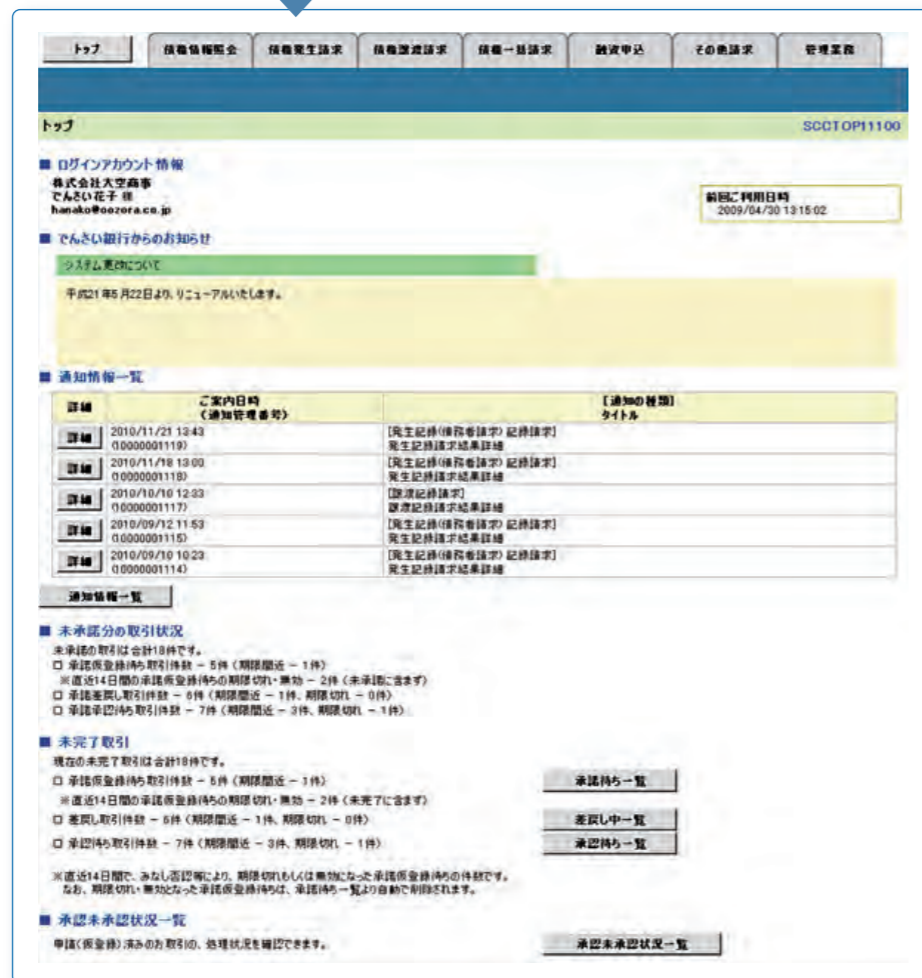 トップ 債権情報照会 債権発生請求 債権譲渡請求 債権一括請求 融資申込 その他請求 管理業務
トップ SCCTOP11100
■ ログインアカウント情報
株式会社大空商事
でんさい花子 様
hanako@oozora.co.jp
前回ご利用日時
2009/04/30 13:15:02
■ でんさい銀行からのお知らせ
システム更改について
平成21年5月22日より、リニューアルいたします。
■ 通知情報一覧
詳細 ご案内日時 【通知の種類】
(通知管理番号) タイトル
詳細 2010/11/21 13:43 [発生記録(債務者請求) 記録請求]
(10000001119) 発生記録請求結果詳細
詳細 2010/11/18 13:00 [発生記録(債務者請求) 記録請求]
(10000001118) 発生記録請求結果詳細
詳細 2010/10/10 12:33 [譲渡記録請求]
(10000001117) 譲渡記録請求結果詳細
詳細 2010/09/12 11:53 [発生記録(債務者請求) 記録請求]
(10000001115) 発生記録請求結果詳細
詳細 2010/09/10 10:23 [発生記録(債務者請求) 記録請求]
(10000001114) 発生記録請求結果詳細
通知情報一覧
■ 未承諾分の取引状況
未承諾の取引は合計18件です。
□ 承諾仮登録待ち取引件数 - 5件 (期限間近 - 1件)
※直近14日間の承諾仮登録待ちの期限切れ・無効 - 2件 (未承諾に含まず)
□ 承諾差戻し取引件数 - 6件 (期限間近 - 1件、期限切れ - 0件)
□ 承諾承認待ち取引件数 - 7件 (期限間近 - 3件、期限切れ - 1件)
■ 未完了取引
現在の未完了取引は合計18件です。
□ 承諾仮登録待ち取引件数 - 5件 (期限間近 - 1件) 承諾待ち一覧
※直近14日間の承諾仮登録待ちの期限切れ・無効 - 2件 (未完了に含まず)
□ 差戻し取引件数 - 6件 (期限間近 - 1件、期限切れ - 0件) 差戻し中一覧
□ 承認待ち取引件数 - 7件 (期限間近 - 3件、期限切れ - 1件) 承認待ち一覧
※直近14日間で、みなし否認等により、期限切れもしくは無効になった承諾仮登録待ちの件数です。
なお、期限切れ・無効となった承諾仮登録待ちは、承諾待ち一覧より自動で削除されます。
■ 承認未承認状況一覧
申請(仮登録)済みのお取引の、処理状況を確認できます。 承認未承認状況一覧